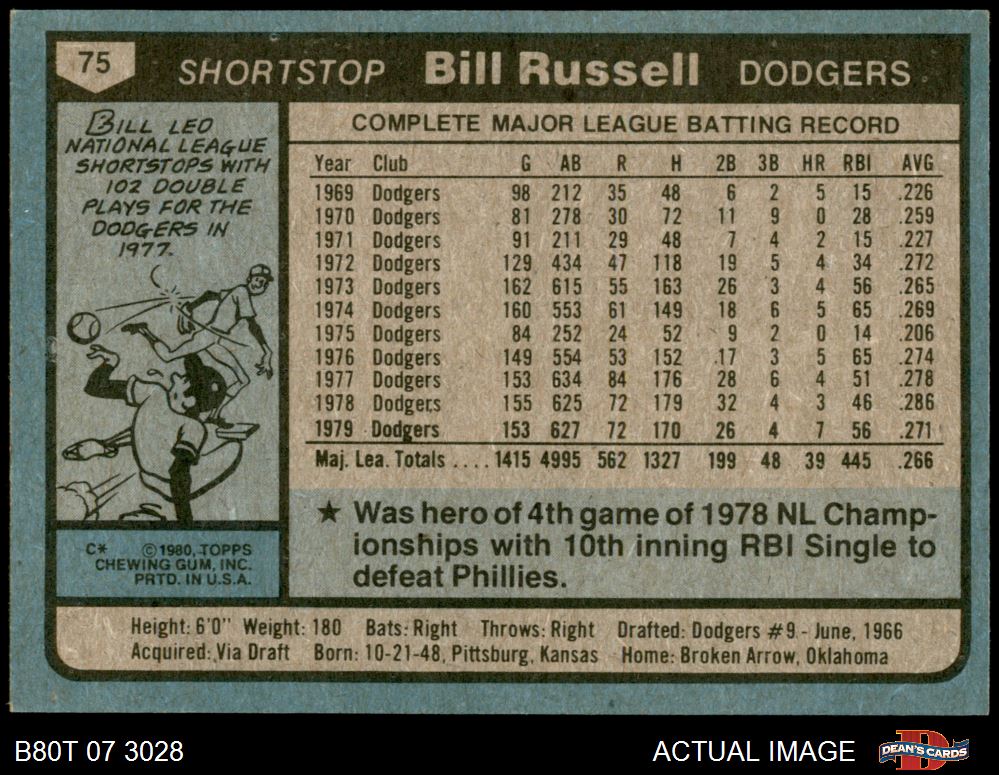 75
SHORTSTOP Bill Russell DODGERS
BILL LED
NATIONAL LEAGUE
SHORTSTOPS WITH
102 DOUBLE
PLAYS FOR THE
DODGERS IN
1977.
COMPLETE MAJOR LEAGUE BATTING RECORD
Year Club G AB R H 2B 3B HR RBI AVG
1969 Dodgers 98 212 35 48 6 2 5 15 .226
1970 Dodgers 81 278 30 72 11 9 0 28 .259
1971 Dodgers 91 211 29 48 7 4 2 15 .227
1972 Dodgers 129 434 47 118 19 5 4 34 .272
1973 Dodgers 162 615 55 163 26 3 4 56 .265
1974 Dodgers 160 553 61 149 18 6 5 65 .269
1975 Dodgers 84 252 24 52 9 2 0 14 .206
1976 Dodgers 149 554 53 152 17 3 5 65 .274
1977 Dodgers 153 634 84 176 28 6 4 51 .278
1978 Dodgers 155 625 72 179 32 4 3 46 .286
1979 Dodgers 153 627 72 170 26 4 7 56 .271
Maj. Lea. Totals .... 1415 4995 562 1327 199 48 39 445 .266
★ Was hero of 4th game of 1978 NL Champ-
ionships with 10th inning RBI Single to
defeat Phillies.
C* ©1980, TOPPS
CHEWING GUM, INC.
PRTD. IN U.S.A.
Height: 6'0" Weight: 180 Bats: Right Throws: Right Drafted: Dodgers #9 - June, 1966
Acquired: Via Draft Born: 10-21-48, Pittsburg, Kansas Home: Broken Arrow, Oklahoma
B80T 07 3028 ACTUAL IMAGE
D
DEAN'S CARDS